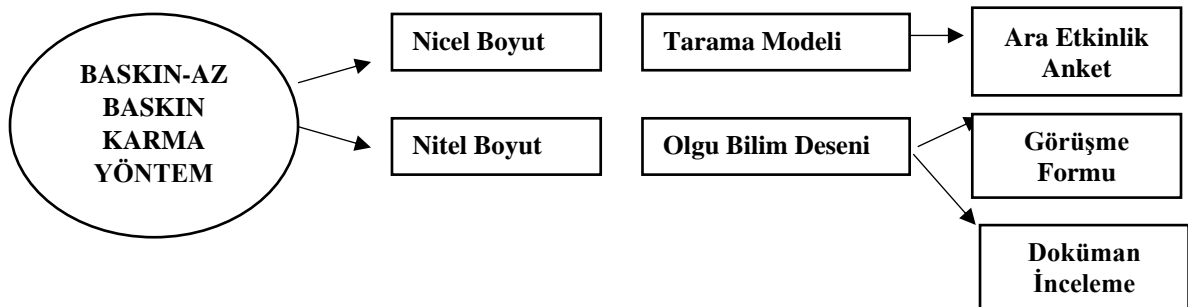 BASKIN-AZ
BASKIN
KARMA
YÖNTEM
Nicel Boyut
Tarama Modeli
Ara Etkinlik
Anket
Nitel Boyut
Olgu Bilim Deseni
Görüşme
Formu
Doküman
İnceleme